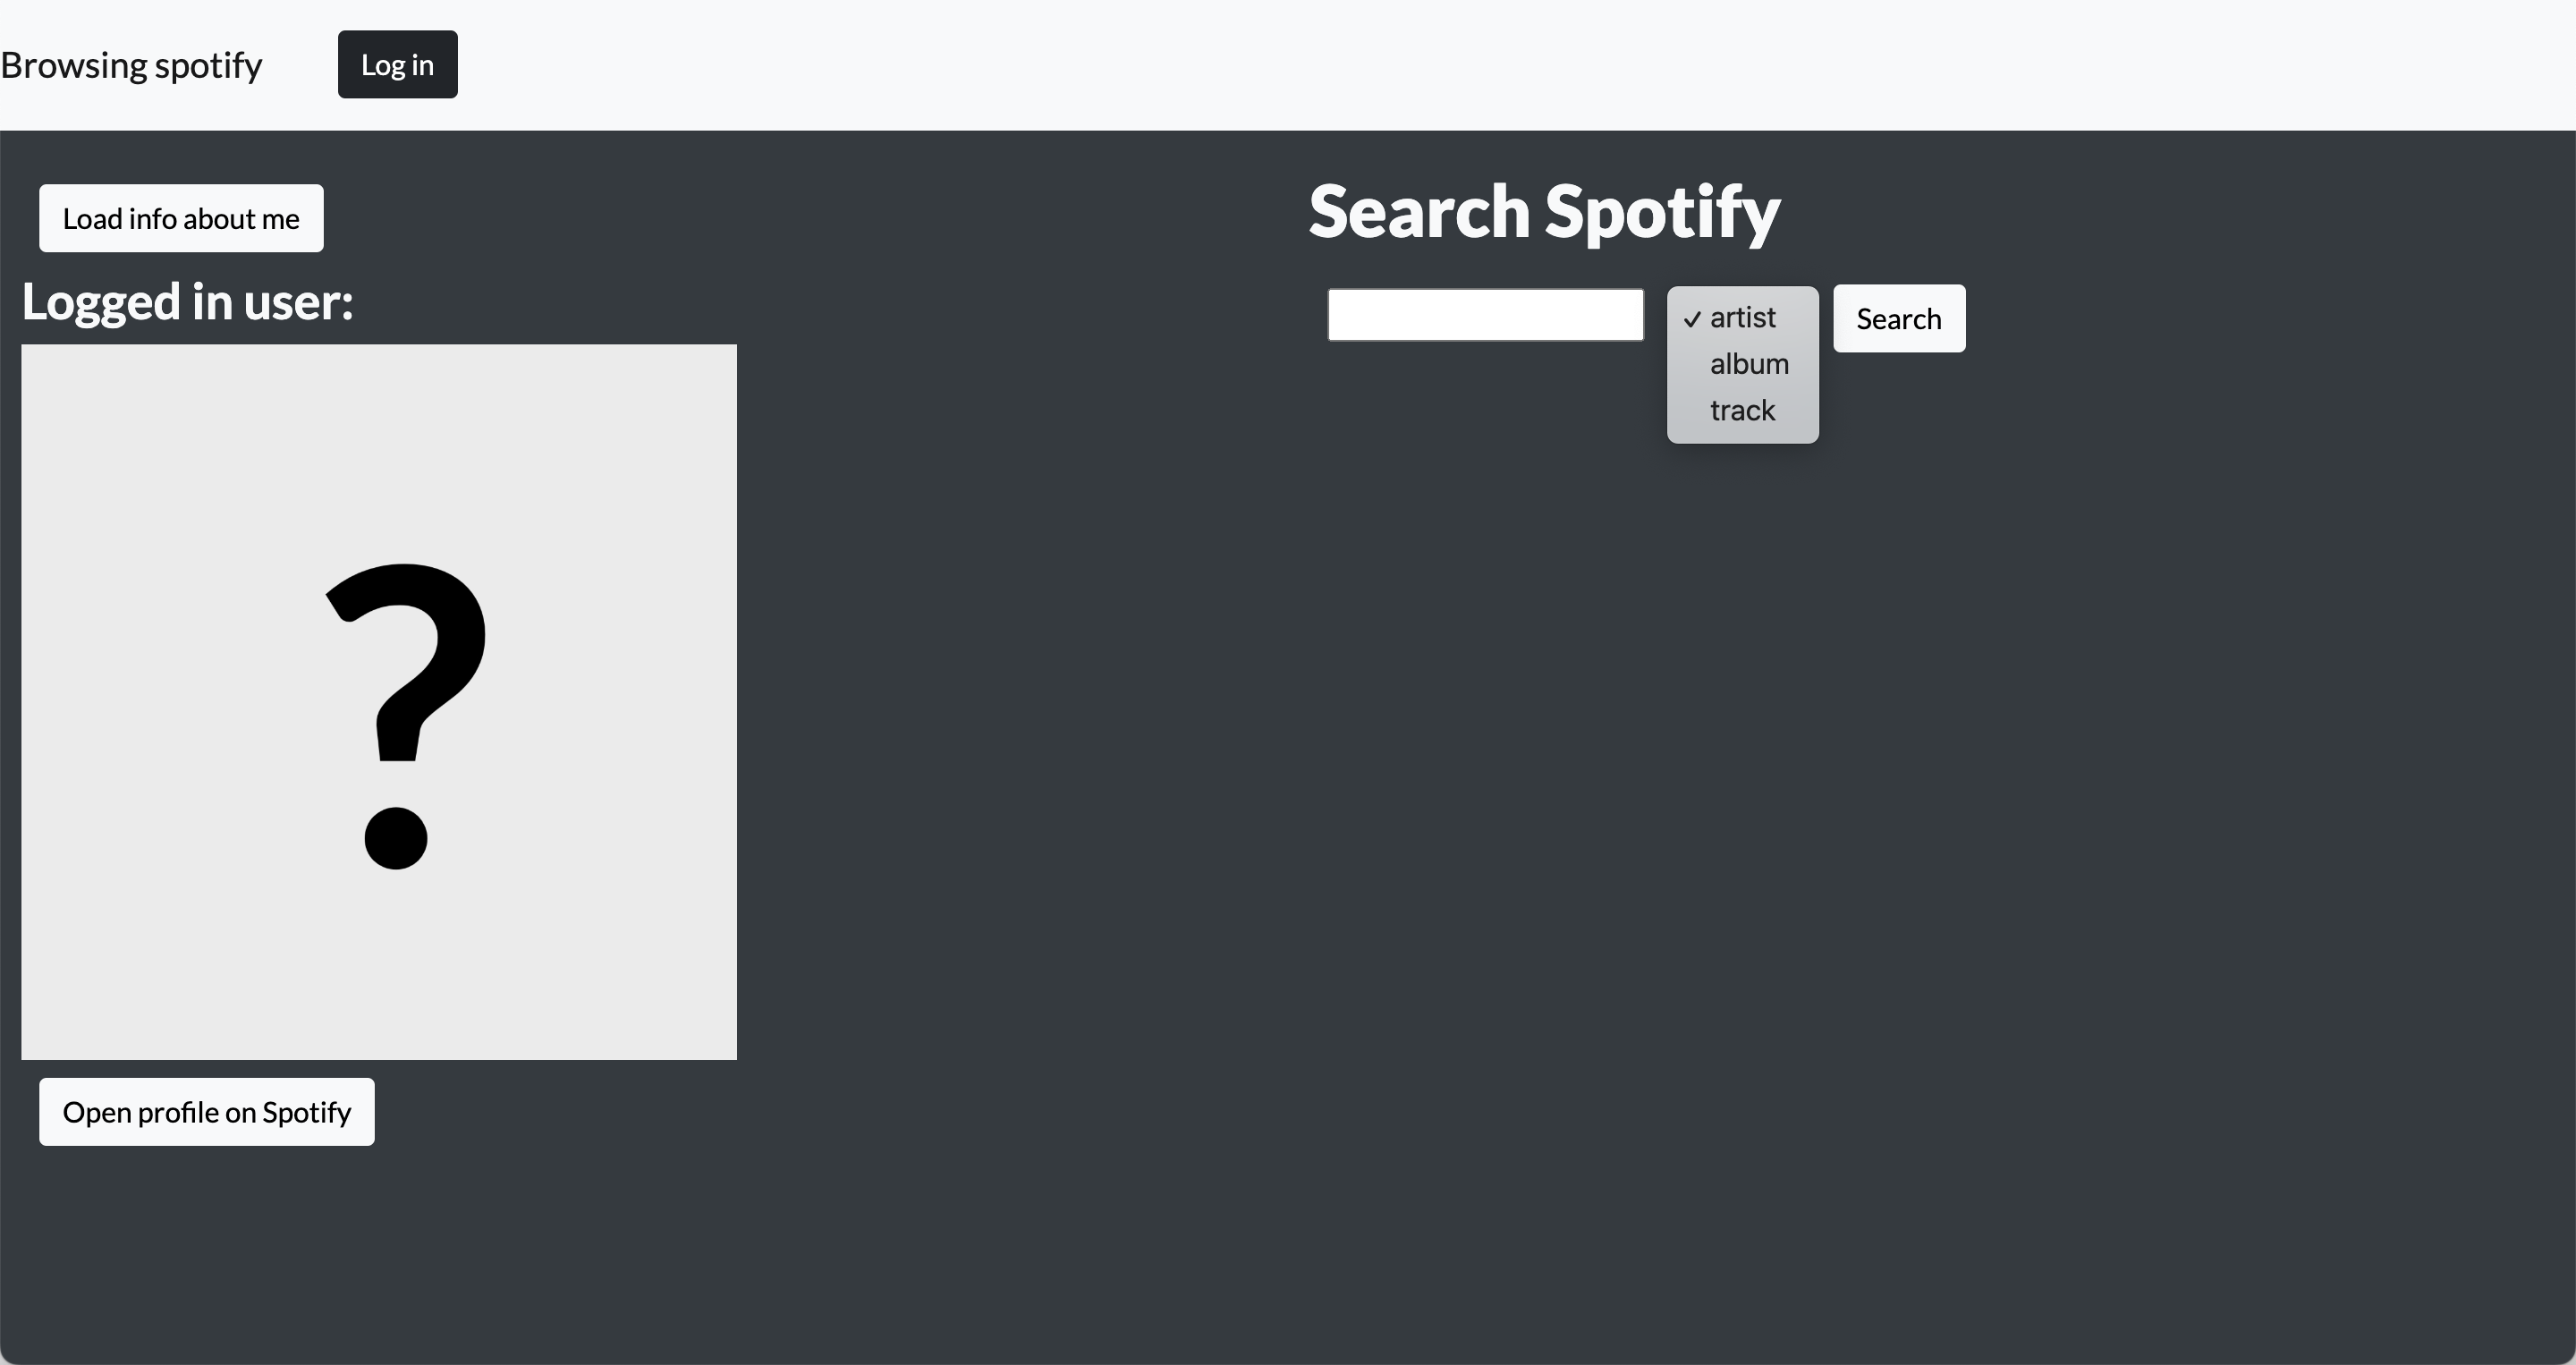 Browsing spotify
Log in
Load info about me
Logged in user:
?
Open profile on Spotify
Search Spotify
✓ artist
album
track
Search